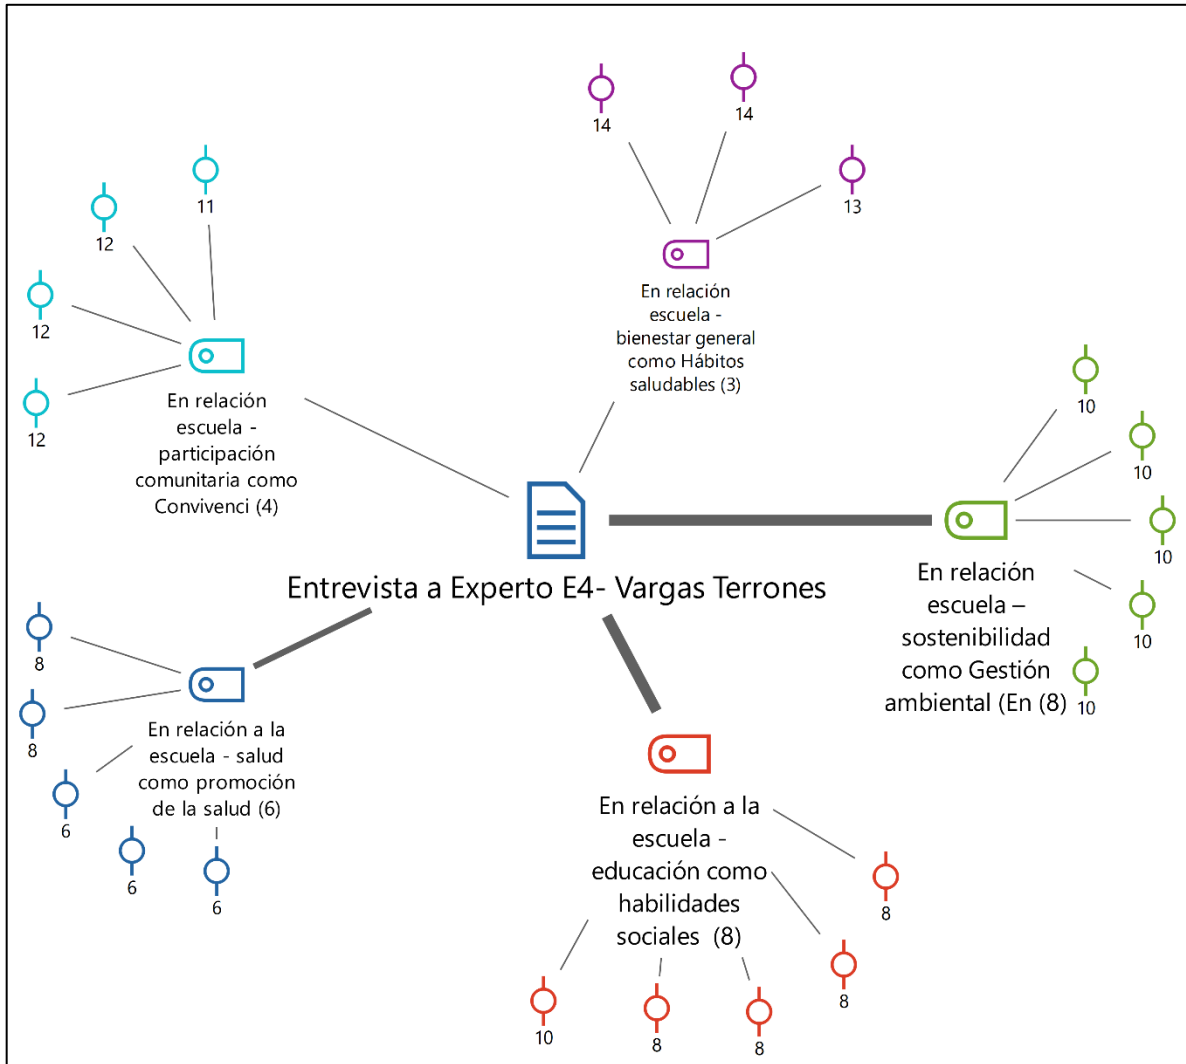 14
14
13
11
12
12
12
En relación
escuela -
bienestar general
como Hábitos
saludables (3)
En relación
escuela -
participación
comunitaria como
Convivenci (4)
10
10
10
10
10
En relación
escuela –
sostenibilidad
como Gestión
ambiental (En (8)
Entrevista a Experto E4- Vargas Terrones
8
8
6
6
6
En relación a la
escuela - salud
como promoción
de la salud (6)
En relación a la
escuela -
educación como
habilidades
sociales (8)
8
8
10
8
8